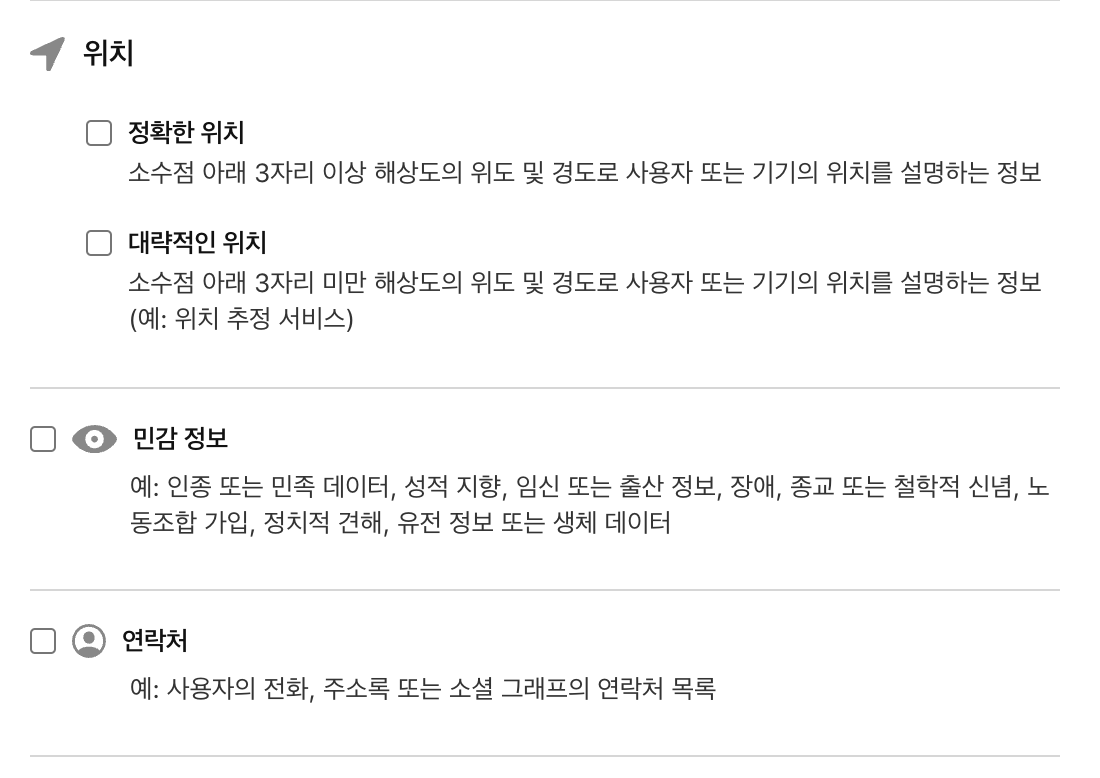 위치
정확한 위치
소수점 아래 3자리 이상 해상도의 위도 및 경도로 사용자 또는 기기의 위치를 설명하는 정보
대략적인 위치
소수점 아래 3자리 미만 해상도의 위도 및 경도로 사용자 또는 기기의 위치를 설명하는 정보
(예: 위치 추정 서비스)
민감 정보
예: 인종 또는 민족 데이터, 성적 지향, 임신 또는 출산 정보, 장애, 종교 또는 철학적 신념, 노
동조합 가입, 정치적 견해, 유전 정보 또는 생체 데이터
연락처
예: 사용자의 전화, 주소록 또는 소셜 그래프의 연락처 목록